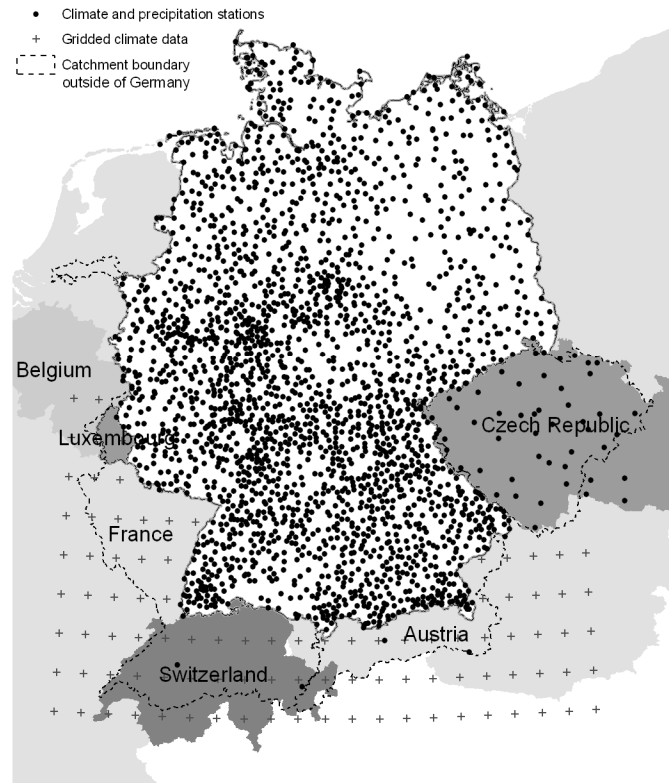 Climate and precipitation stations
Gridded climate data
Catchment boundary
outside of Germany
Belgium
Luxembourg
Czech Republic
France
Austria
Switzerland